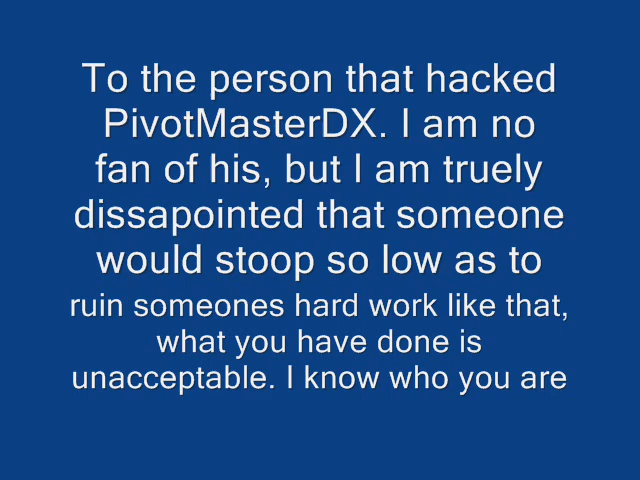 To the person that hacked
PivotMasterDX. I am no
fan of his, but I am truely
dissapointed that someone
would stoop so low as to
ruin someones hard work like that,
what you have done is
unacceptable. I know who you are